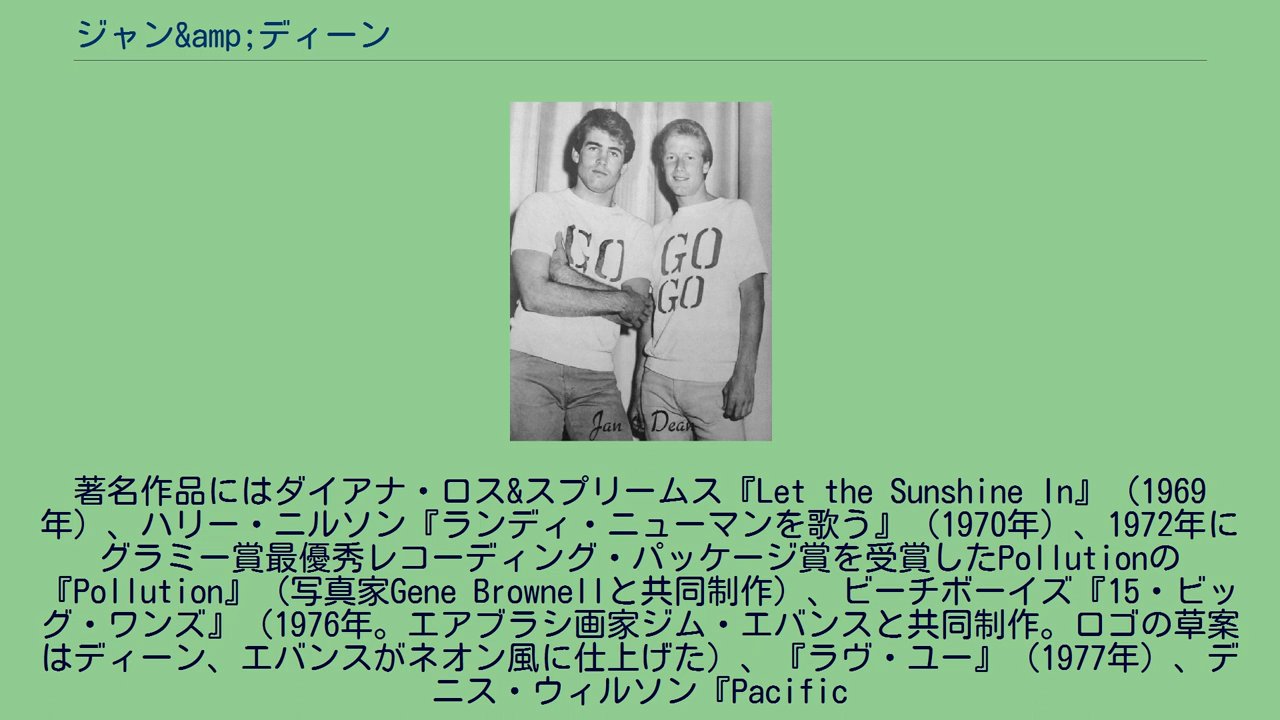 ジャン&amp;ディーン
GO GO
GO
Jan & Dean
著名作品にはダイアナ・ロス&スプリームス『Let the Sunshine In』（1969
年）、ハリー・ニルソン『ランディ・ニューマンを歌う』（1970年）、1972年に
グラミー賞最優秀レコーディング・パッケージ賞を受賞したPollutionの
『Pollution』（写真家Gene Brownellと共同制作）、ビーチボーイズ『15・ビッ
グ・ワンズ』（1976年。エアブラシ画家ジム・エバンスと共同制作。ロゴの草案
はディーン、エバンスがネオン風に仕上げた）、『ラヴ・ユー』（1977年）、デ
ニス・ウィルソン『Pacific